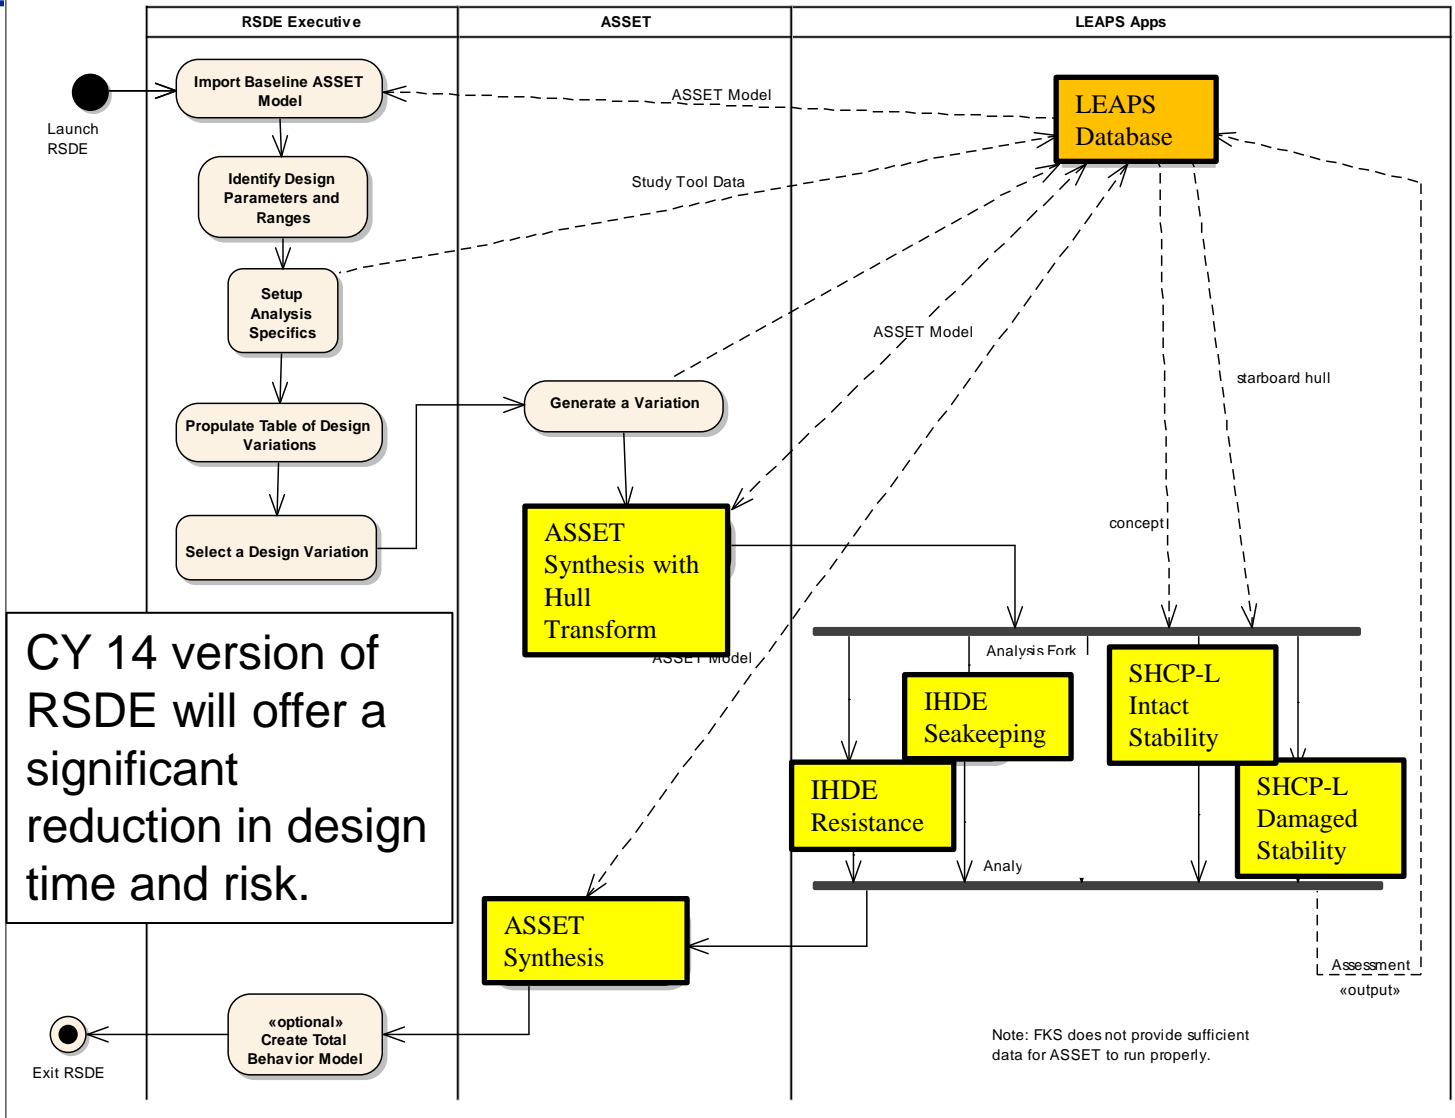 RSDE Executive
ASSET
LEAPS Apps
Launch
RSDE
Import Baseline ASSET
Model
ASSET Model
LEAPS
Database
Identify Design
Parameters and
Ranges
Study Tool Data
Setup
Analysis
Specifics
ASSET Model
starboard hull
Propulate Table of Design
Variations
Generate a Variation
Select a Design Variation
ASSET
Synthesis with
Hull
Transform
concept
ASSET Model
Analysis Fork
CY 14 version of
RSDE will offer a
significant
reduction in design
time and risk.
IHDE
Seakeeping
SHCP-L
Intact
Stability
IHDE
Resistance
SHCP-L
Damaged
Stability
Analy
ASSET
Synthesis
Assessment
«output»
«optional»
Create Total
Behavior Model
Exit RSDE
Note: FKS does not provide sufficient
data for ASSET to run properly.